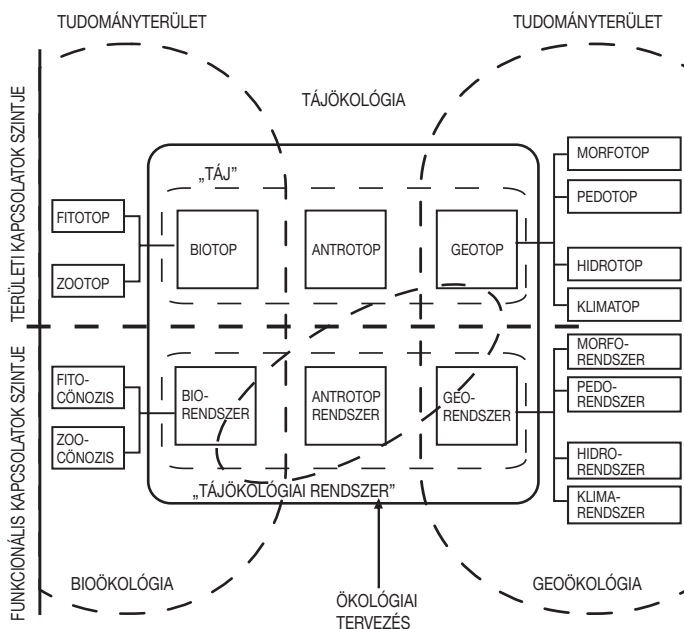 TUDOMÁNYTERÜLET
TUDOMÁNYTERÜLET
TÁJÖKOLÓGIA
TERÜLETI KAPCSOLATOK SZINTJE
„TÁJ”
FITOTOP
ZOOTOP
BIOTOP
ANTROTOP
GEOTOP
MORFOTOP
PEDOTOP
HIDROTOP
KLIMATOP
FUNKCIONÁLIS KAPCSOLATOK SZINTJE
FITO-
CÖNOZIS
ZOO-
CÖNOZIS
BIO-
RENDSZER
ANTROTOP
RENDSZER
GEO-
RENDSZER
MORFO-
RENDSZER
PEDO-
RENDSZER
HIDRO-
RENDSZER
KLIMA-
RENDSZER
„TÁJÖKOLÓGIAI RENDSZER”
BIOÖKOLÓGIA
GEOÖKOLÓGIA
ÖKOLÓGIAI
TERVEZÉS